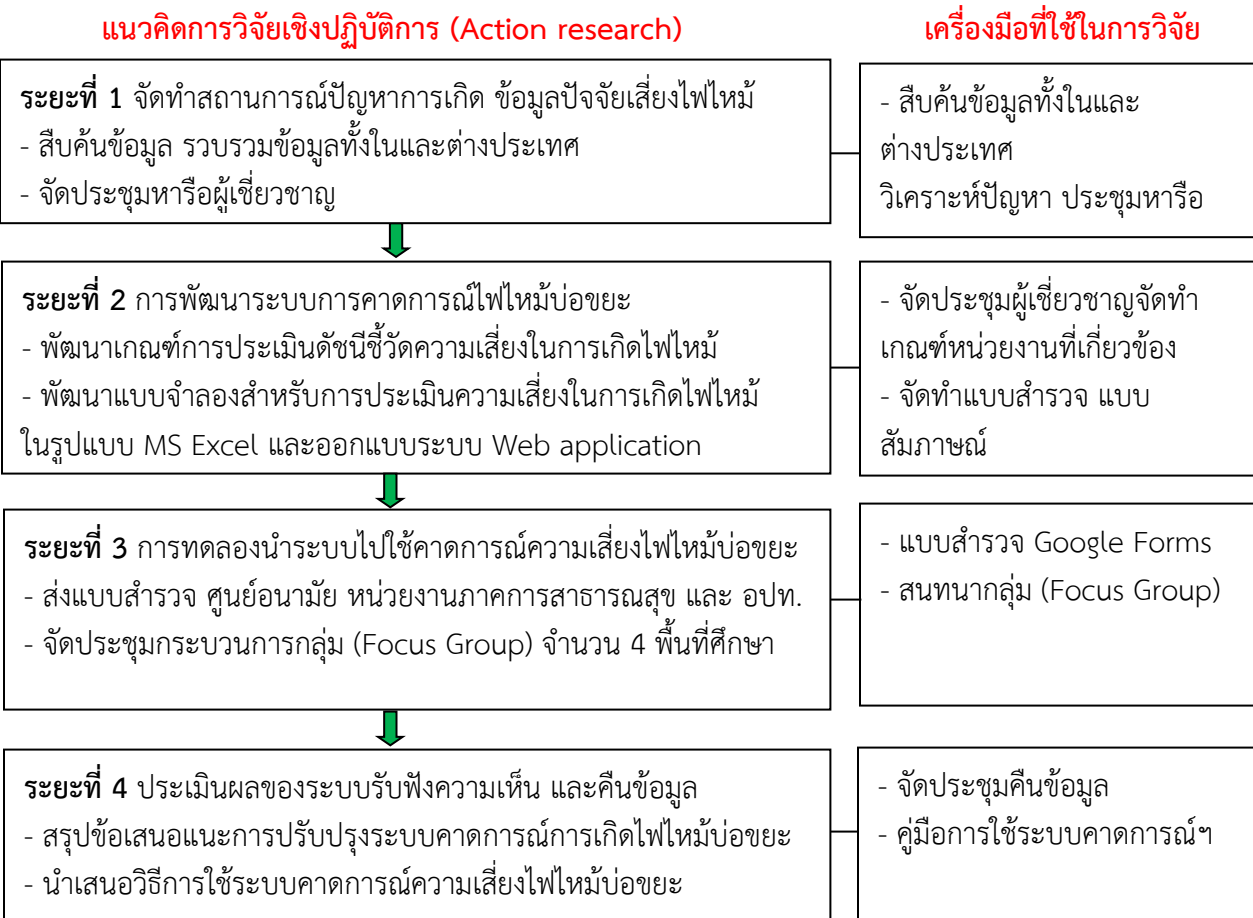 แนวคิดการวิจัยเชิงปฏิบัติการ (Action research)
เครื่องมือที่ใช้ในการวิจัย
ระยะที่ 1 จัดทำสถานการณ์ปัญหาการเกิด ข้อมูลปัจจัยเสี่ยงไฟไหม้
- สืบค้นข้อมูล รวบรวมข้อมูลทั้งในและต่างประเทศ
- จัดประชุมหารือผู้เชี่ยวชาญ
- สืบค้นข้อมูลทั้งในและ
ต่างประเทศ
วิเคราะห์ปัญหา ประชุมหารือ
ระยะที่ 2 การพัฒนาระบบการคาดการณ์ไฟไหม้บ่อขยะ
- พัฒนาเกณฑ์การประเมินดัชนีชี้วัดความเสี่ยงในการเกิดไฟไหม้
- พัฒนาแบบจำลองสำหรับการประเมินความเสี่ยงในการเกิดไฟไหม้
ในรูปแบบ MS Excel และออกแบบระบบ Web application
- จัดประชุมผู้เชี่ยวชาญจัดทำ
เกณฑ์หน่วยงานที่เกี่ยวข้อง
- จัดทำแบบสำรวจ แบบ
สัมภาษณ์
ระยะที่ 3 การทดลองนำระบบไปใช้คาดการณ์ความเสี่ยงไฟไหม้บ่อขยะ
- ส่งแบบสำรวจ ศูนย์อนามัย หน่วยงานภาคการสาธารณสุข และ อปท.
- จัดประชุมกระบวนการกลุ่ม (Focus Group) จำนวน 4 พื้นที่ศึกษา
- แบบสำรวจ Google Forms
- สนทนากลุ่ม (Focus Group)
ระยะที่ 4 ประเมินผลของระบบรับฟังความเห็น และคืนข้อมูล
- สรุปข้อเสนอแนะการปรับปรุงระบบคาดการณ์การเกิดไฟไหม้บ่อขยะ
- นำเสนอวิธีการใช้ระบบคาดการณ์ความเสี่ยงไฟไหม้บ่อขยะ
- จัดประชุมคืนข้อมูล
- คู่มือการใช้ระบบคาดการณ์ฯ